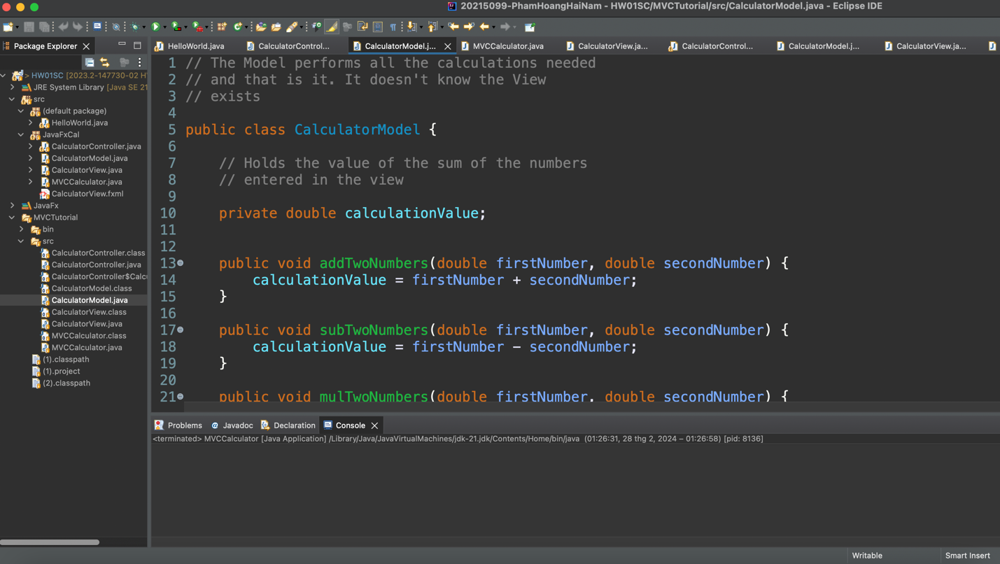 20215099-PhamHoangHaiNam - HW01SC/MVCTutorial/src/CalculatorModel.java - Eclipse IDE
Package Explorer
HelloWorld.java
CalculatorControl...
CalculatorModel.j...
MVCCalculator.java
CalculatorView.ja...
CalculatorControl...
CalculatorModel.j...
CalculatorView.ja...
> HW01SC [2023.2-147730-02 H
JRE System Library [Java SE 21
src
(default package)
HelloWorld.java
JavaFxCal
CalculatorController.java
CalculatorModel.java
CalculatorView.java
MVCCalculator.java
CalculatorView.fxml
JavaFx
MVCTutorial
bin
src
CalculatorController.class
CalculatorController.java
CalculatorController$Calcu
CalculatorModel.class
CalculatorModel.java
CalculatorView.class
CalculatorView.java
MVCCalculator.class
MVCCalculator.java
(1).classpath
(1).project
(2).classpath
1 // The Model performs all the calculations needed
2 // and that is it. It doesn't know the View
3 // exists
4
5 public class CalculatorModel {
6
7 // Holds the value of the sum of the numbers
8 // entered in the view
9
10 private double calculationValue;
11
12
13 public void addTwoNumbers(double firstNumber, double secondNumber) {
14 calculationValue = firstNumber + secondNumber;
15 }
16
17 public void subTwoNumbers(double firstNumber, double secondNumber) {
18 calculationValue = firstNumber - secondNumber;
19 }
20
21 public void mulTwoNumbers(double firstNumber, double secondNumber) {
Problems
Javadoc
Declaration
Console
<terminated> MVCCalculator [Java Application] /Library/Java/JavaVirtualMachines/jdk-21.jdk/Contents/Home/bin/java (01:26:31, 28 thg 2, 2024 – 01:26:58) [pid: 8136]
Writable
Smart Insert